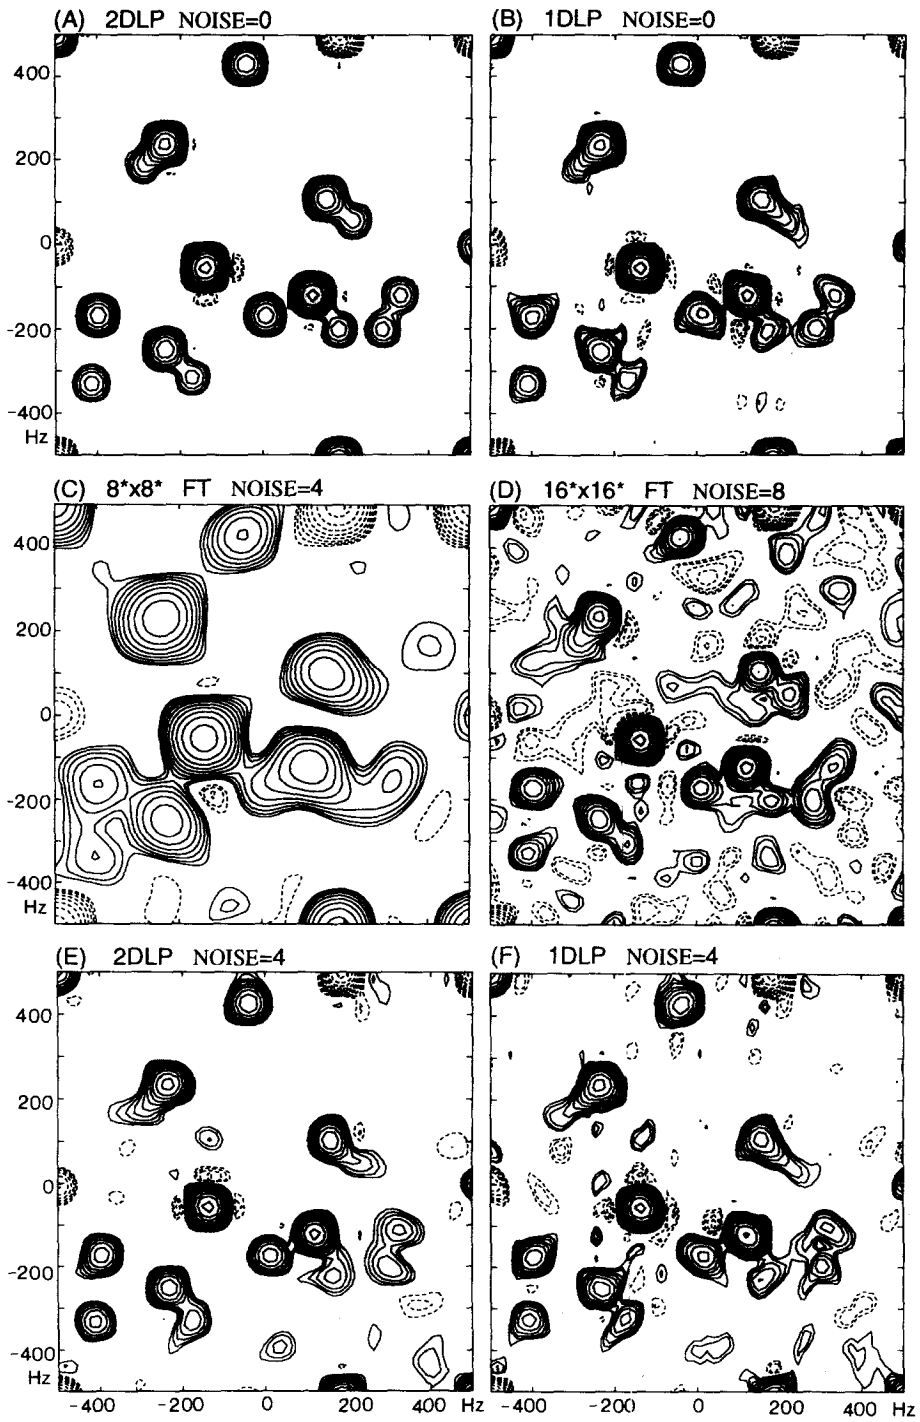 (A) 2DLP NOISE=0
(B) 1DLP NOISE=0
400
200
0
-200
-400
Hz
(C) 8*x8* FT NOISE=4
(D) 16*x16* FT NOISE=8
400
200
0
-200
-400
Hz
(E) 2DLP NOISE=4
(F) 1DLP NOISE=4
400
200
0
-200
-400
Hz
-400 -200 0 200 400 Hz
-400 -200 0 200 400 Hz